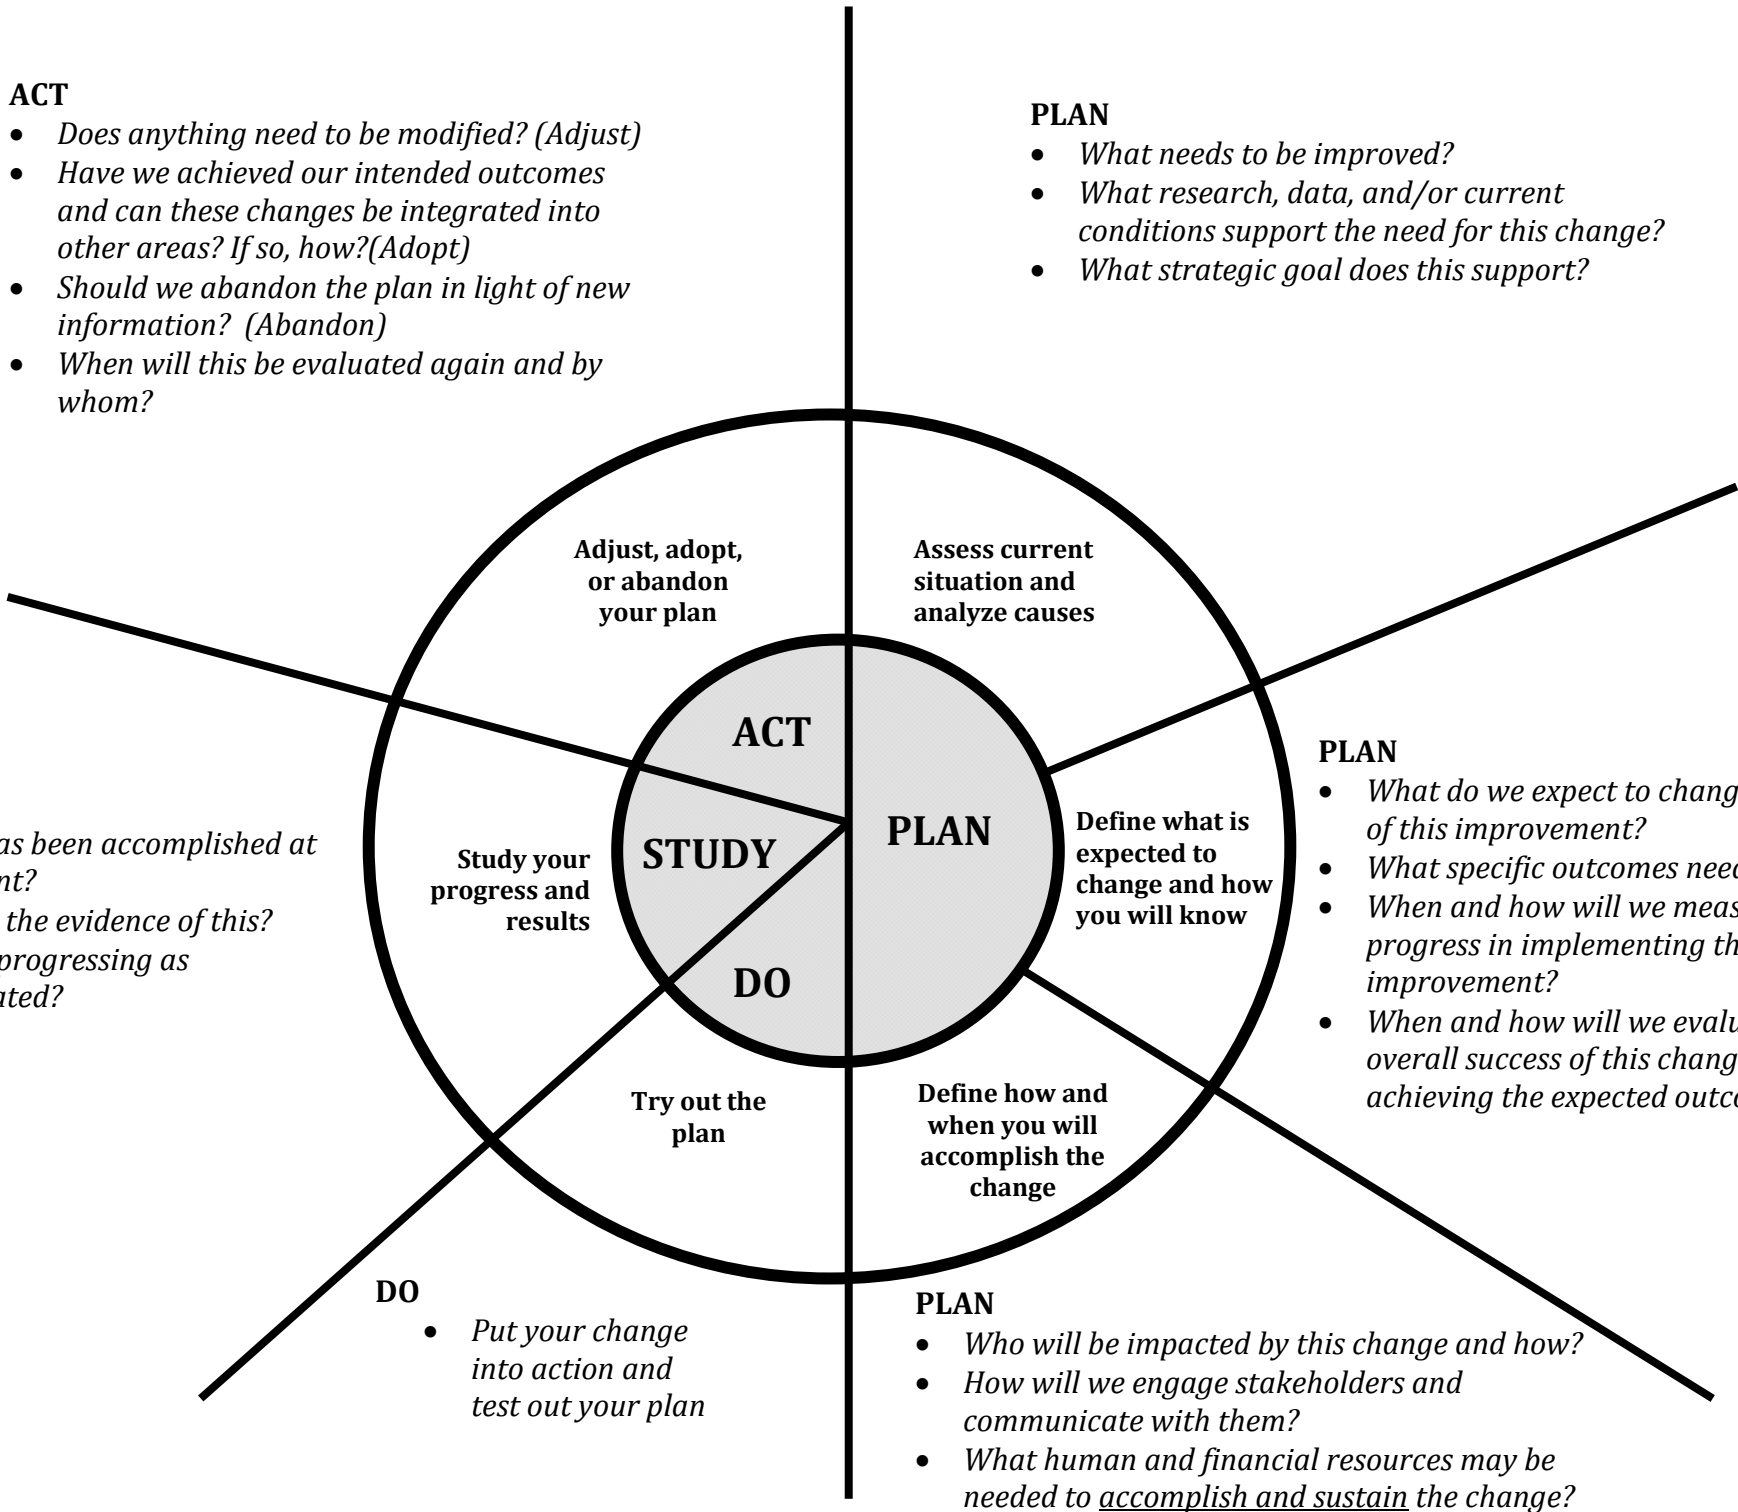 ACT
• Does anything need to be modified? (Adjust)
• Have we achieved our intended outcomes
and can these changes be integrated into
other areas? If so, how?(Adopt)
• Should we abandon the plan in light of new
information?  (Abandon)
• When will this be evaluated again and by
whom?
PLAN
• What needs to be improved?
• What research, data, and/or current
conditions support the need for this change?
• What strategic goal does this support?
Adjust, adopt,
or abandon
your plan
Assess current
situation and
analyze causes
ACT
STUDY
DO
PLAN
Study your
progress and
results
Define what is
expected to
change and how
you will know
Try out the
plan
Define how and
when you will
accomplish the
change
PLAN
• What do we expect to chang
of this improvement?
• What specific outcomes need
• When and how will we meas
progress in implementing th
improvement?
• When and how will we evalu
overall success of this chang
achieving the expected outco
as been accomplished at
nt?
the evidence of this?
progressing as
ated?
DO
• Put your change
into action and
test out your plan
PLAN
• Who will be impacted by this change and how?
• How will we engage stakeholders and
communicate with them?
• What human and financial resources may be
needed to accomplish and sustain the change?